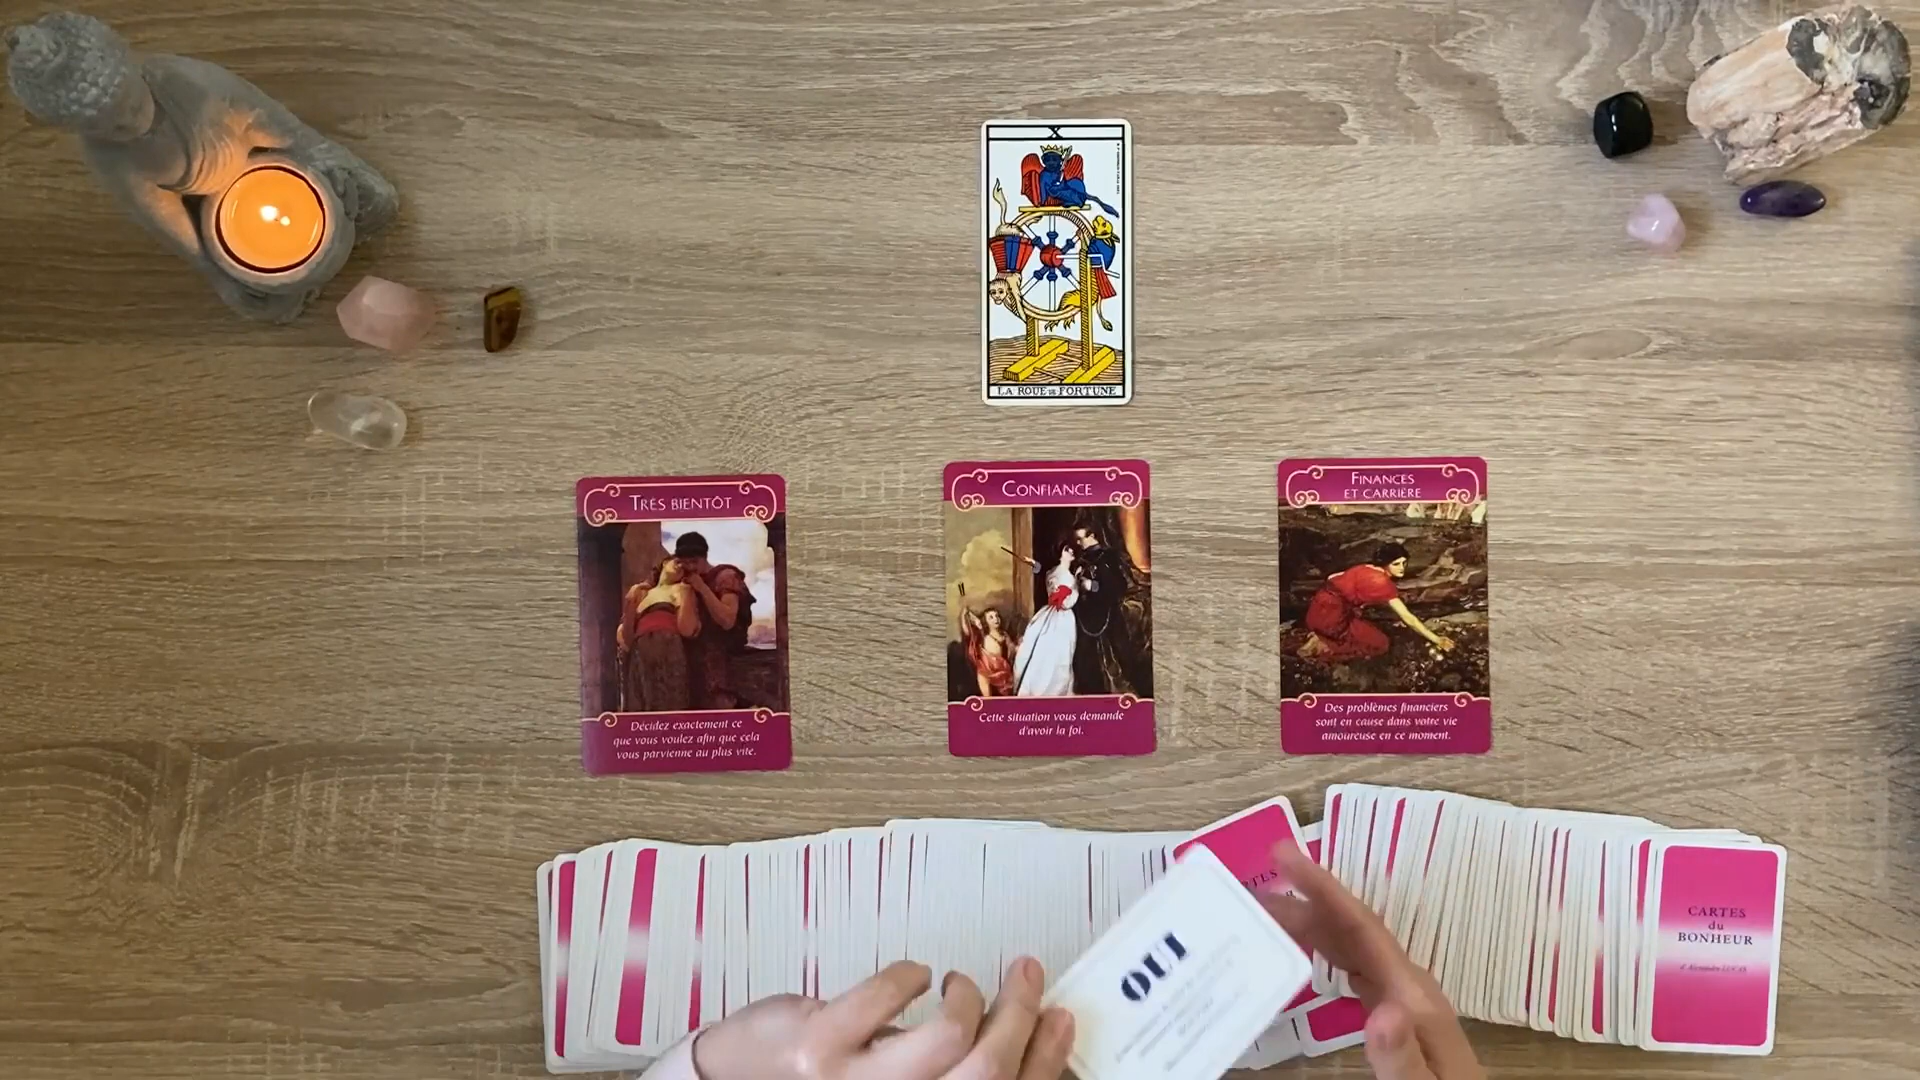 X
LA ROUE DE FORTUNE
TRÈS BIENTÔT
Décidez exactement ce
que vous voulez afin que cela
vous parvienne au plus vite.
CONFIANCE
Cette situation vous demande
d'avoir la foi.
FINANCES
ET CARRIÈRE
Des problèmes financiers
sont en cause dans votre vie
amoureuse en ce moment.
OUI
CARTES
du
BONHEUR